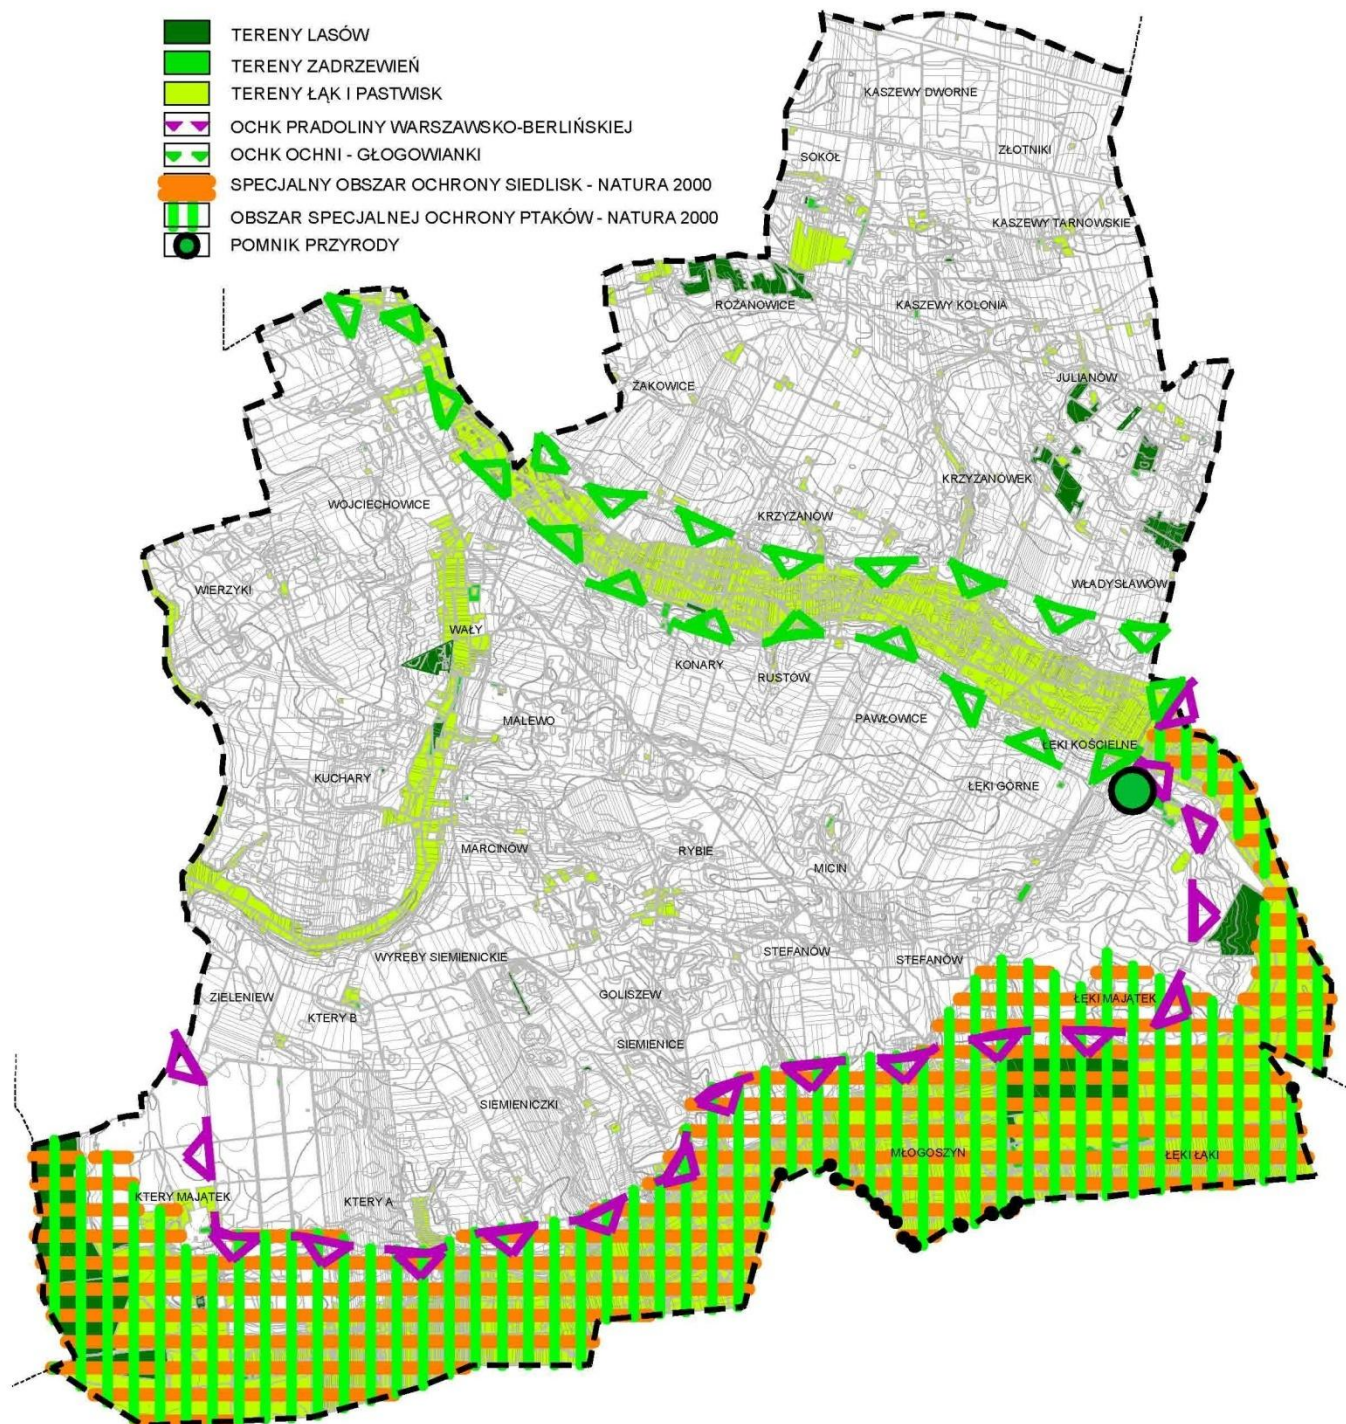 TERENY LASÓW
TERENY ZADRZEWIEŃ
TERENY ŁĄK I PASTWISK
OCHK PRADOLINY WARSZAWSKO-BERLIŃSKIEJ
OCHK OCHNI - GŁOGOWIANKI
SPECJALNY OBSZAR OCHRONY SIEDLISK - NATURA 2000
OBSZAR SPECJALNEJ OCHRONY PTAKÓW - NATURA 2000
POMNIK PRZYRODY
KASZEWY DWORNE
ZŁOTNIKI
SOKÓŁ
KASZEWY TARNOWSKIE
RÓŻANOWICE
KASZEWY KOLONIA
ŻAKOWICE
JULIANÓW
KRZYŻANÓWEK
WOJCIECHOWICE
KRZYŻANÓW
WŁADYSŁAWÓW
WIERZYKI
WAŁY
KONARY
RUSTÓW
MALEWO
PAWŁOWICE
ŁĘKI KOŚCIELNE
KUCHARY
ŁĘKI GÓRNE
MARCINÓW
RYBIE
MICIN
WYRĘBY SIEMIENICKIE
STEFANÓW
STEFANÓW
ZIELENIEW
GOLISZEW
ŁĘKI MAJĄTEK
KTERY B
SIEMIENICE
SIEMIENICZKI
MŁOGOSZYN
ŁĘKI ŁĄKI
KTERY MAJĄTEK
KTERY A